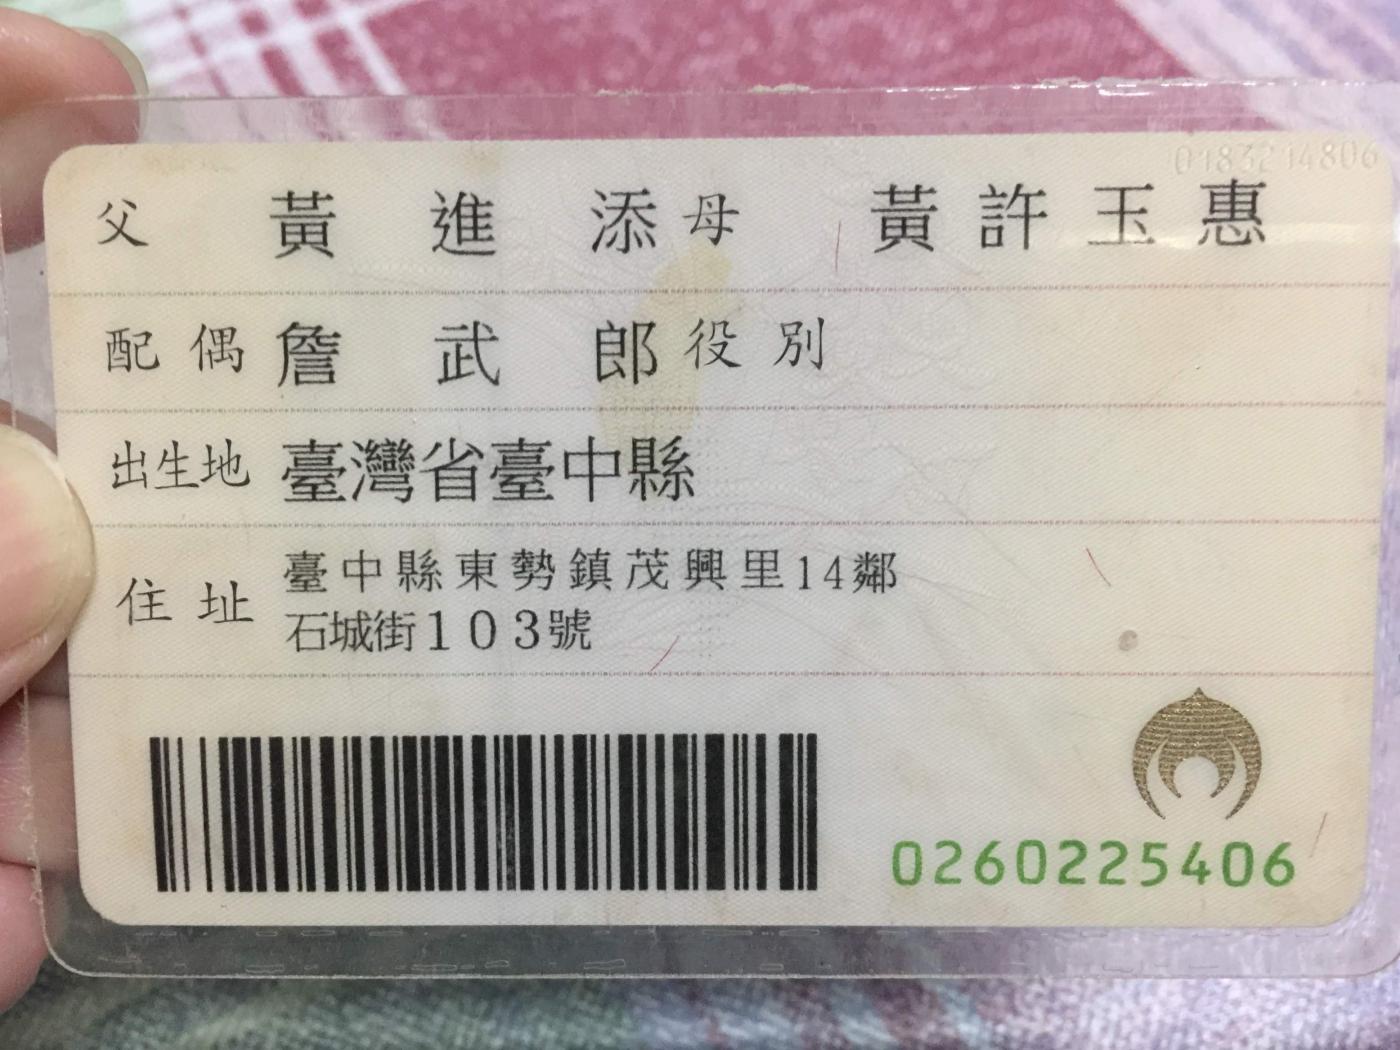 0183214806
父 黃進添 母 黃許玉惠
配偶 詹武郎 役別
出生地 臺灣省臺中縣
住址 臺中縣東勢鎮茂興里14鄰
石城街103號
0260225406